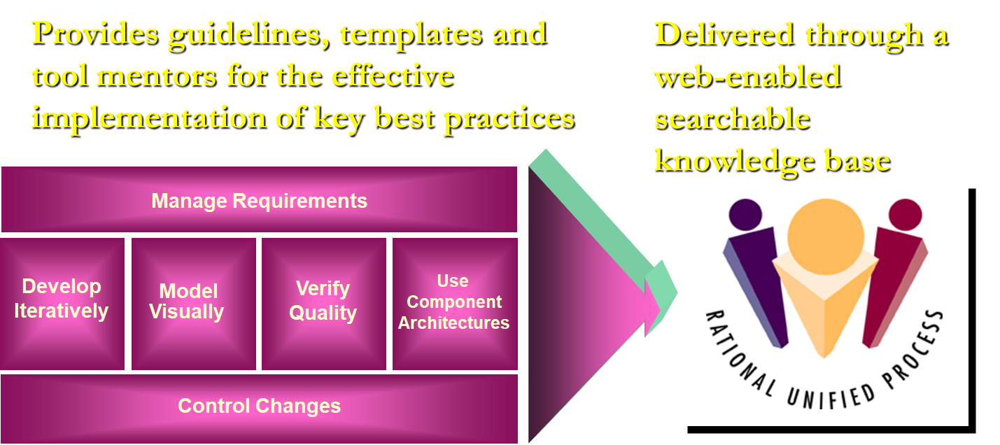 Provides guidelines, templates and
tool mentors for the effective
implementation of key best practices
Delivered through a
web-enabled
searchable
knowledge base
Manage Requirements
Develop
Iteratively
Model
Visually
Verify
Quality
Use
Component
Architectures
Control Changes
RATIONAL UNIFIED PROCESS